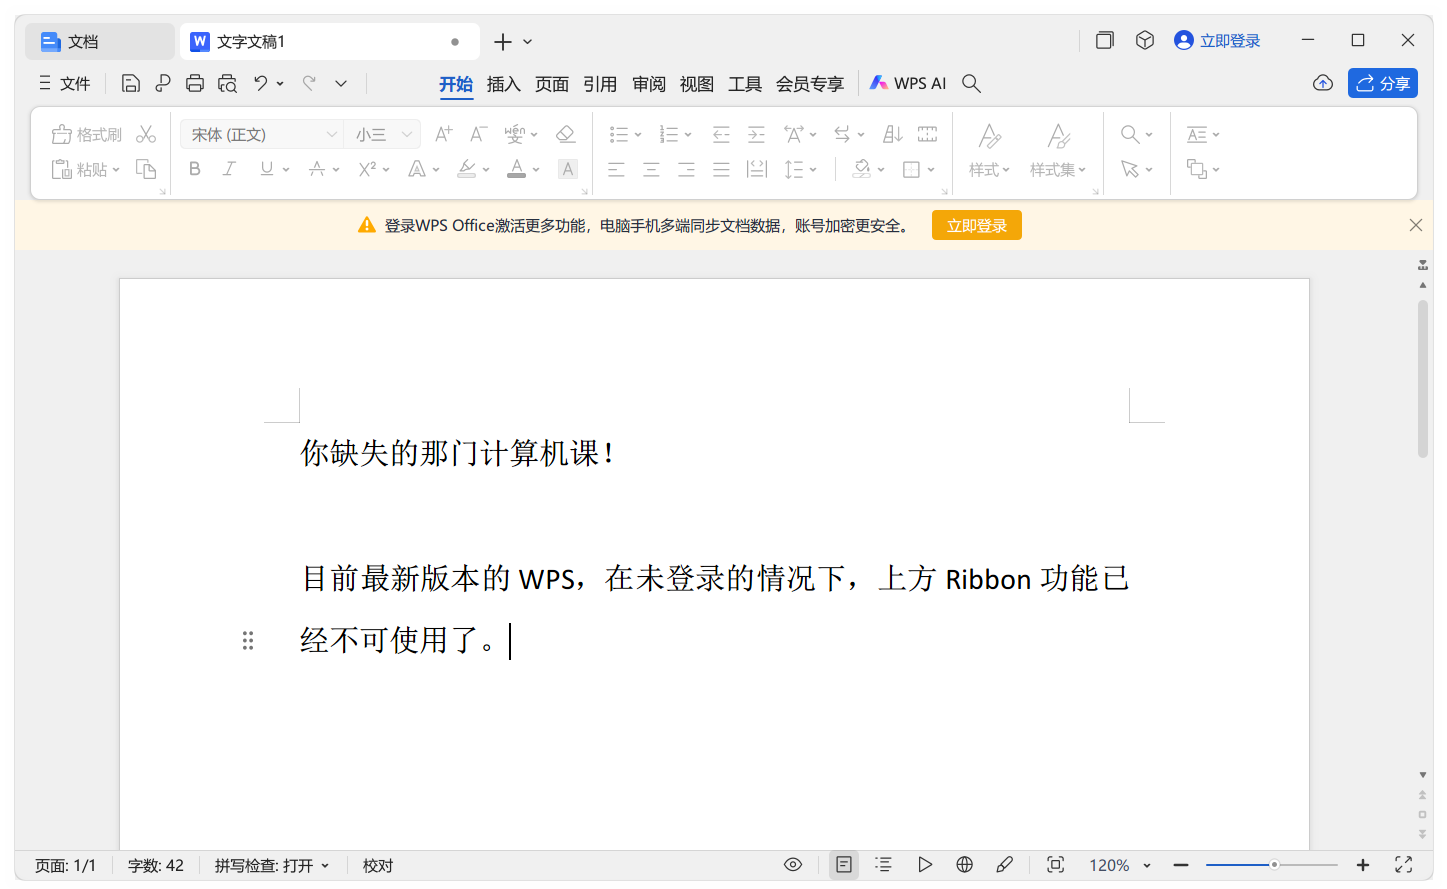 文档
文字文稿1
立即登录
文件
开始 插入 页面 引用 审阅 视图 工具 会员专享 WPS AI
分享
格式刷
宋体 (正文) 小三
粘贴
样式 样式集
登录WPS Office激活更多功能，电脑手机多端同步文档数据，账号加密更安全。 立即登录
你缺失的那门计算机课！
目前最新版本的 WPS，在未登录的情况下，上方 Ribbon 功能已
经不可使用了。
页面: 1/1 字数: 42 拼写检查: 打开 校对 120%